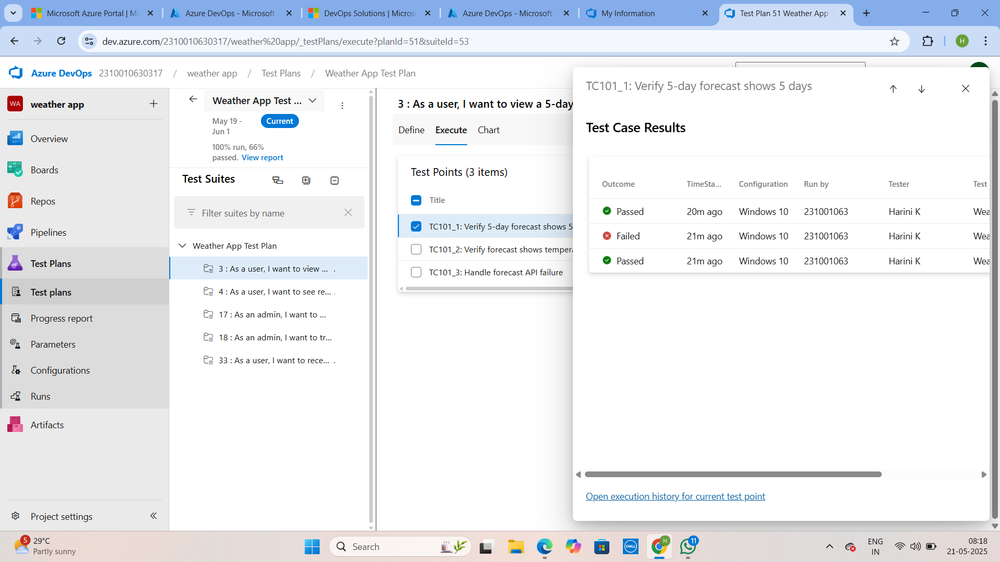 Microsoft Azure Portal | Mi
Azure DevOps - Microsoft
DevOps Solutions | Microso
Azure DevOps - Microsoft
My Information
Test Plan 51 Weather App
dev.azure.com/2310010630317/weather%20app/_testPlans/execute?planId=51&suiteId=53
H
Azure DevOps 2310010630317 / weather app / Test Plans / Weather App Test Plan
WA weather app
Overview
Boards
Repos
Pipelines
Test Plans
Test plans
Progress report
Parameters
Configurations
Runs
Artifacts
Project settings
Weather App Test ...
May 19 -
Jun 1
Current
100% run, 66%
passed. View report
Test Suites
Filter suites by name
Weather App Test Plan
3 : As a user, I want to view ... .
4 : As a user, I want to see re... .
17 : As an admin, I want to ...
18 : As an admin, I want to tr...
33 : As a user, I want to rece... .
3 : As a user, I want to view a 5-day
Define Execute Chart
Test Points (3 items)
Title
TC101_1: Verify 5-day forecast shows 5
TC101_2: Verify forecast shows tempera
TC101_3: Handle forecast API failure
TC101_1: Verify 5-day forecast shows 5 days
Test Case Results
Outcome TimeSta... Configuration Run by Tester Test
Passed 20m ago Windows 10 231001063 Harini K Wea
Failed 21m ago Windows 10 231001063 Harini K Wea
Passed 21m ago Windows 10 231001063 Harini K Wea
Open execution history for current test point
5
29°C
Partly sunny
Search
DELL
H
11
ENG
IN
08:18
21-05-2025